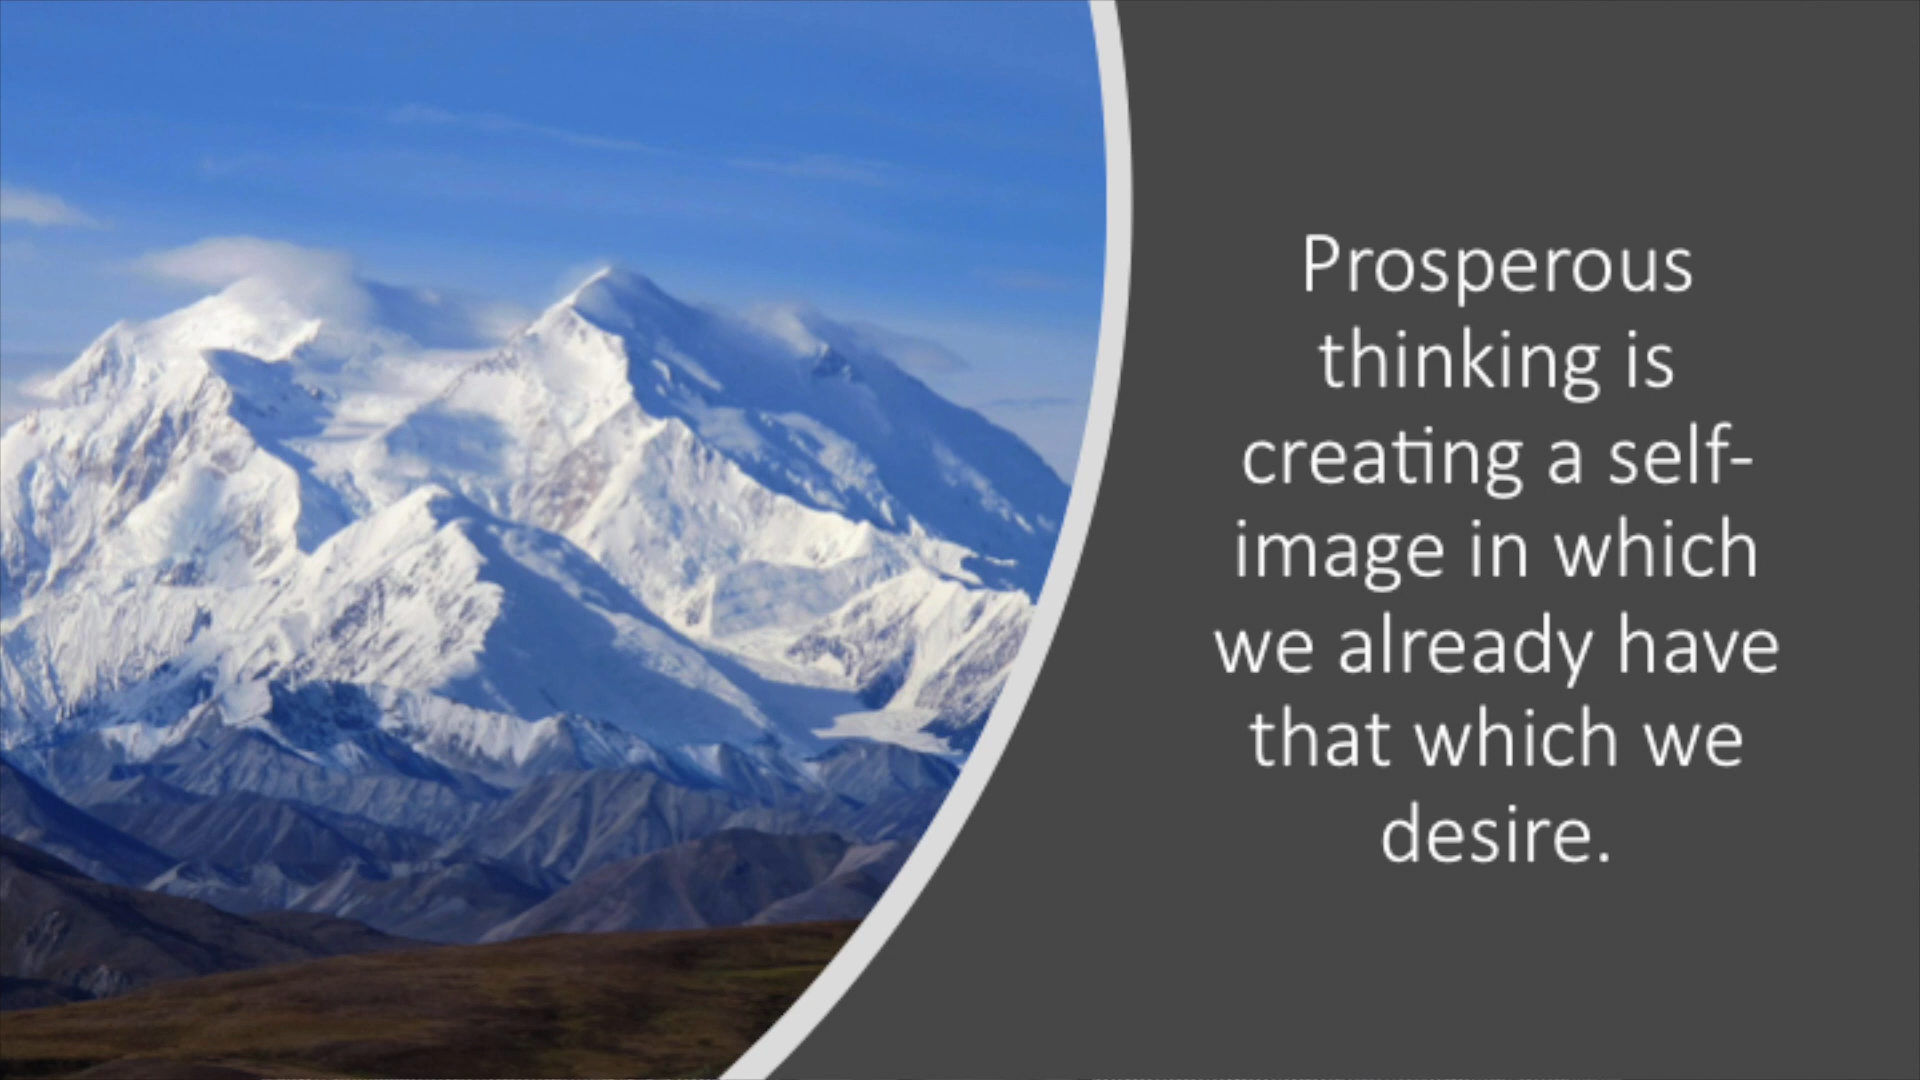 Prosperous
thinking is
creating a self-
image in which
we already have
that which we
desire.